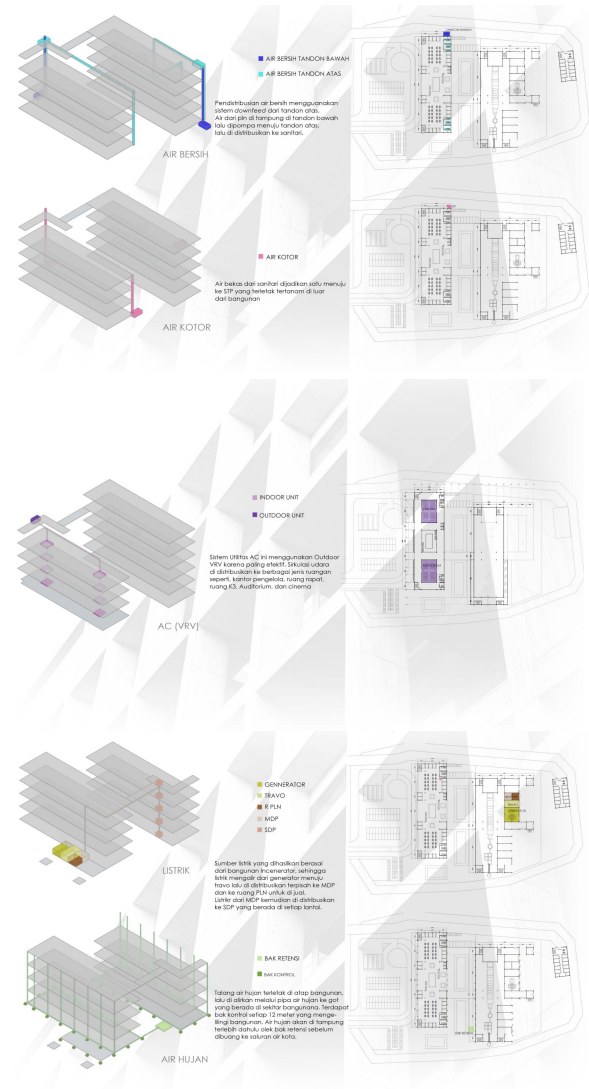 AIR BERSIH TANDON BAWAH
AIR BERSIH TANDON ATAS
Pendistribusian air bersih mengguanakan
sistem downfeed dari tandon atas.
Air dari pln di tampung di tandon bawah
lalu dipompa menuju tandon atas,
lalu di distribusikan ke sanitari.
AIR BERSIH
AIR KOTOR
Air bekas dari sanitari dijadikan satu menuju
ke STP yang terletak tertanam di luar
dari bangunan
AIR KOTOR
INDOOR UNIT
OUTDOOR UNIT
Sistem Utilitas AC ini menggunakan Outdoor
VRV karena paling efektif. Sirkulasi udara
di distribusikan ke berbagai jenis ruangan
seperti, kantor pengelola, ruang rapat,
ruang K3, Auditorium, dan cinema
AC (VRV)
GENNERATOR
TRAVO
R PLN
MDP
SDP
Sumber listrik yang dihasilkan berasal
dari bangunan Incenerator, sehingga
listrik mengalir dari generator menuju
travo lalu di distribusikan terpisah ke MDP
dan ke ruang PLN untuk di jual.
Listrikr dari MDP kemudian di distribusikan
ke SDP yang berada di setiap lantai.
LISTRIK
BAK RETENSI
BAK KONTROL
Talang air hujan terletak di atap bangunan,
lalu di alirkan melalui pipa air hujan ke got
yang berada di sekitar bangunana. Terdapat
bak kontrol setiap 12 meter yang menge-
lilingi bangunan. Air hujan akan di tampung
terlebih dahulu olek bak retensi sebelum
dibuang ke saluran air kota.
AIR HUJAN